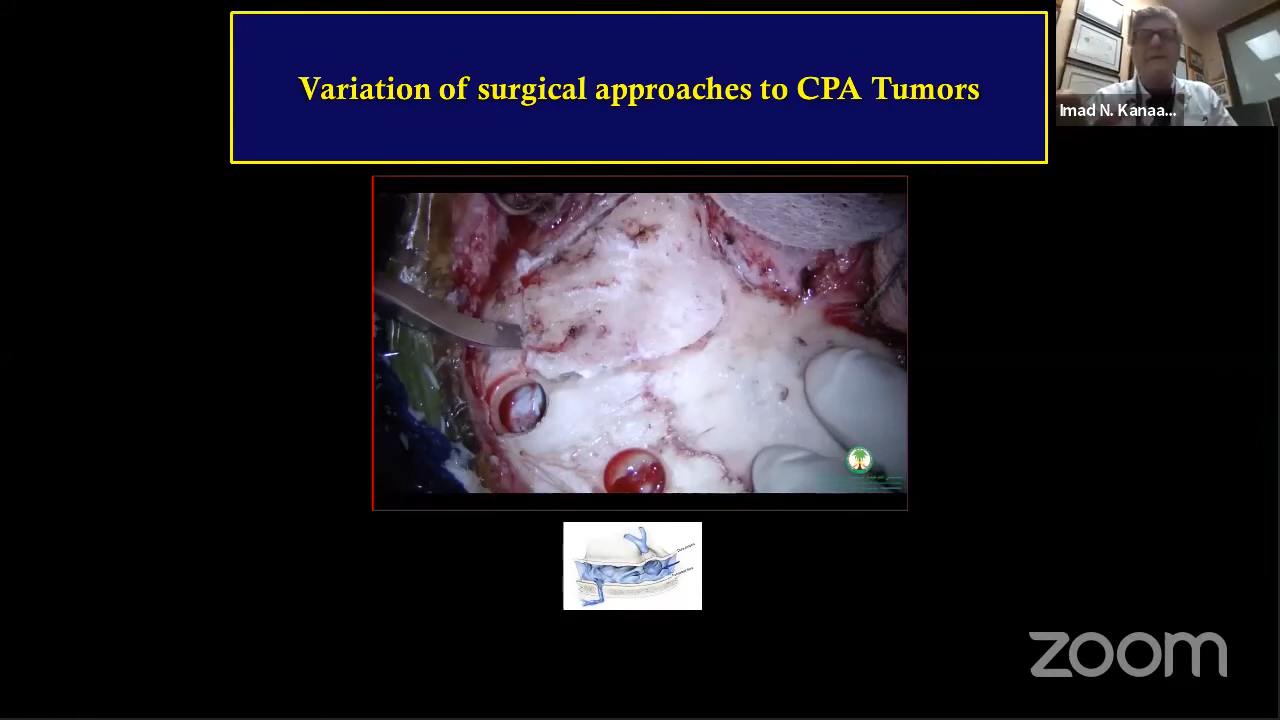 Variation of surgical approaches to CPA Tumors
Imad N. Kanaa...
zoom